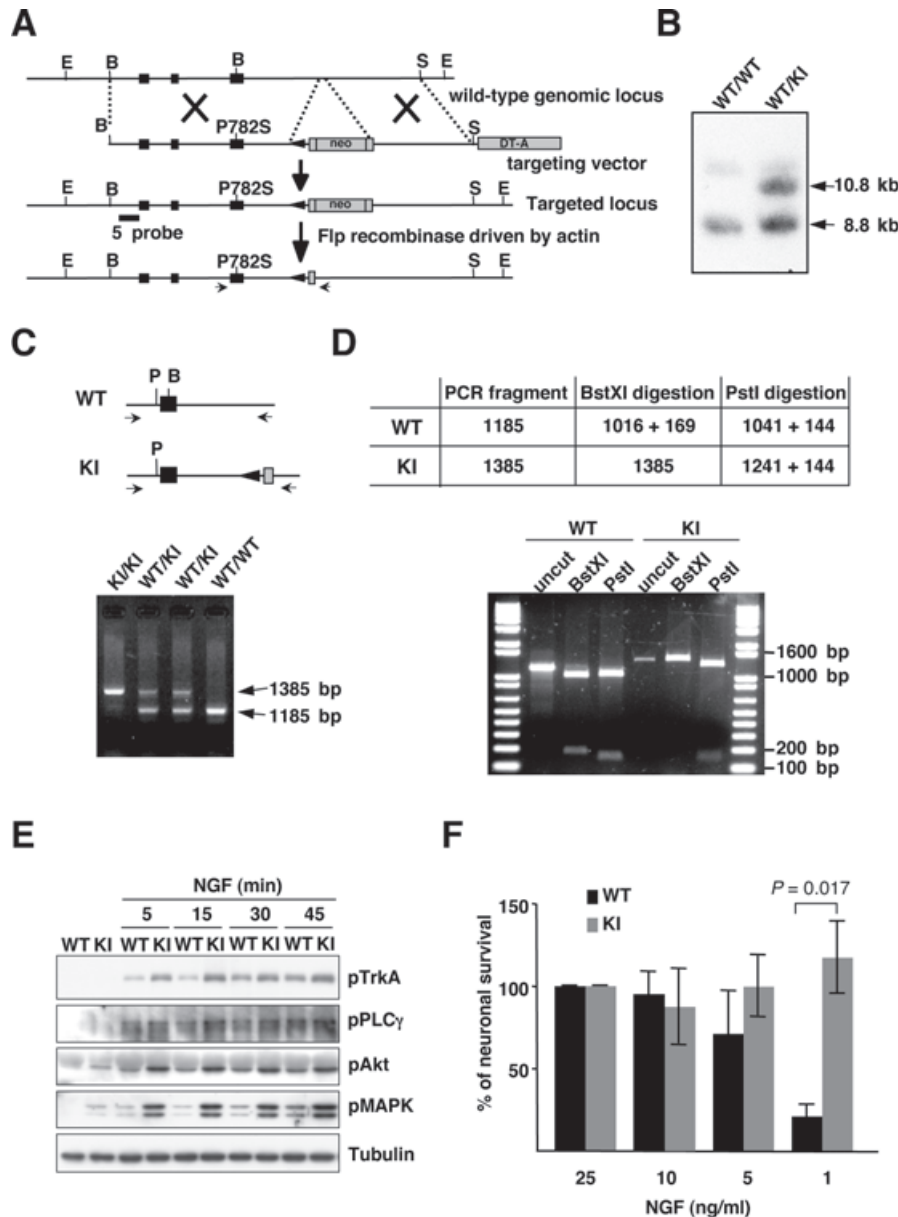 A
E B B S E
wild-type genomic locus
B P782S neo S DT-A
targeting vector
E B P782S neo S E
Targeted locus
5 probe
Flp recombinase driven by actin
E B P782S S E
B
WT/WT WT/KI
10.8 kb
8.8 kb
C
P B
WT
P
KI
KI/KI WT/KI WT/KI WT/WT
1385 bp
1185 bp
D
PCR fragment BstXI digestion PstI digestion
WT 1185 1016 + 169 1041 + 144
KI 1385 1385 1241 + 144
WT KI
uncut BstXI PstI uncut BstXI PstI
1600 bp
1000 bp
200 bp
100 bp
E
NGF (min)
5 15 30 45
WT KI WT KI WT KI WT KI WT KI
pTrkA
pPLCγ
pAkt
pMAPK
Tubulin
F
P = 0.017
WT
KI
150
100
50
% of neuronal survival
25 10 5 1
NGF (ng/ml)